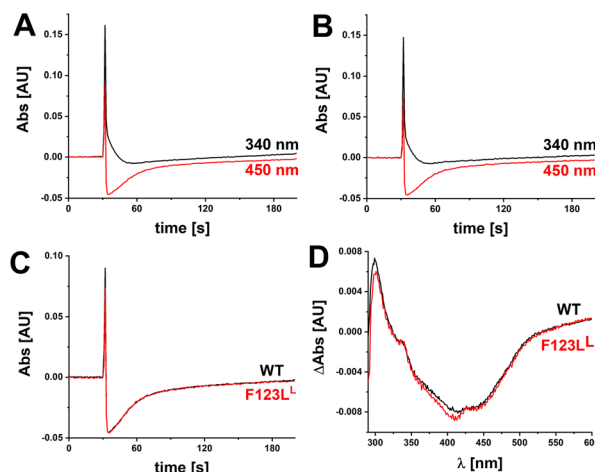 A
B
0.15
0.10
0.05
0.00
-0.05
Abs [AU]
340 nm
450 nm
0
60
120
180
time [s]
0.15
0.10
0.05
0.00
-0.05
Abs [AU]
340 nm
450 nm
0
60
120
180
time [s]
C
D
0.10
0.05
0.00
-0.05
Abs [AU]
WT
F123L^L
0
60
120
180
time [s]
0.008
0.004
0.000
-0.004
-0.008
ΔAbs [AU]
WT
F123L^L
300
350
400
450
500
550
600
λ [nm]